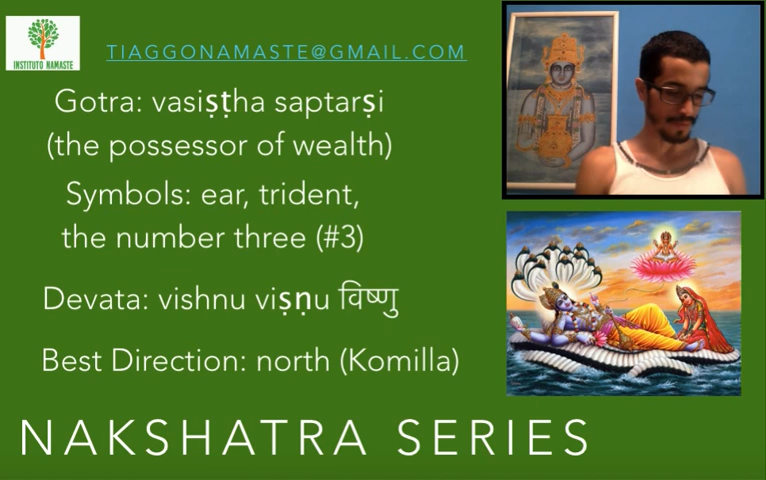 INSTITUTO NAMASTE
TIAGGONAMASTE@GMAIL.COM
Gotra: vasiṣṭha saptarṣi
(the possessor of wealth)
Symbols: ear, trident,
the number three (#3)
Devata: vishnu viṣṇu विष्णु
Best Direction: north (Komilla)
NAKSHATRA SERIES